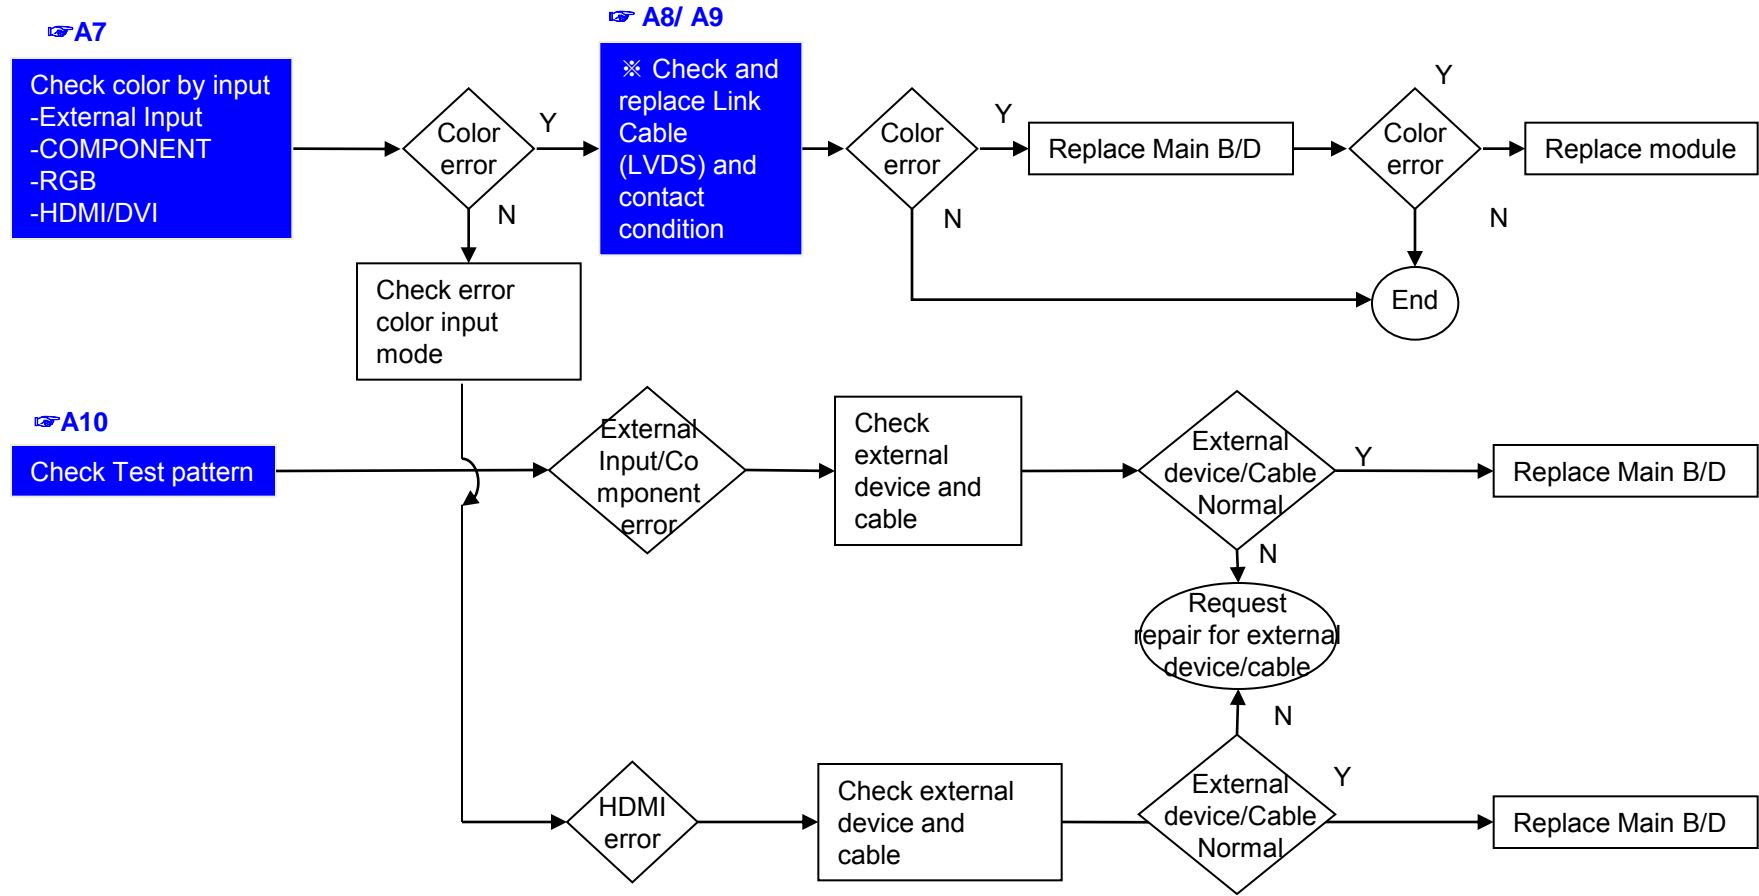 ☞A7
☞ A8/ A9
Check color by input
-External Input
-COMPONENT
-RGB
-HDMI/DVI
Color
error
Y
N
※ Check and
replace Link
Cable
(LVDS) and
contact
condition
Color
error
Y
N
Replace Main B/D
Color
error
Y
N
Replace module
End
Check error
color input
mode
☞A10
Check Test pattern
External
Input/Co
mponent
error
Check
external
device and
cable
External
device/Cable
Normal
Y
N
Replace Main B/D
Request
repair for external
device/cable
N
HDMI
error
Check external
device and
cable
External
device/Cable
Normal
Y
Replace Main B/D